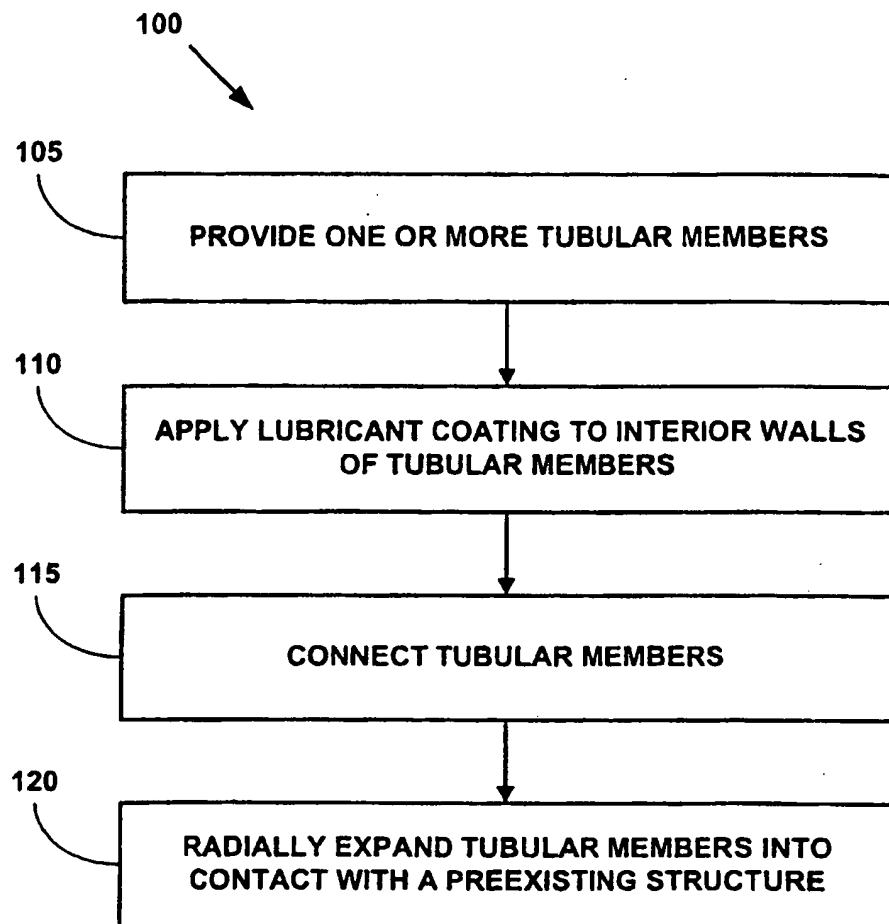 100
105
PROVIDE ONE OR MORE TUBULAR MEMBERS
110
APPLY LUBRICANT COATING TO INTERIOR WALLS
OF TUBULAR MEMBERS
115
CONNECT TUBULAR MEMBERS
120
RADIALLY EXPAND TUBULAR MEMBERS INTO
CONTACT WITH A PREEXISTING STRUCTURE